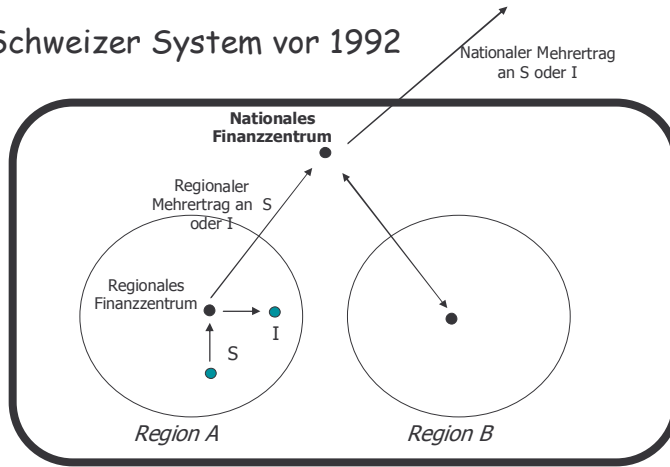 Schweizer System vor 1992
Nationaler Mehrertrag
an S oder I
Nationales
Finanzzentrum
Regionaler
Mehrertrag an S
oder I
Regionales
Finanzzentrum
I
S
Region A
Region B